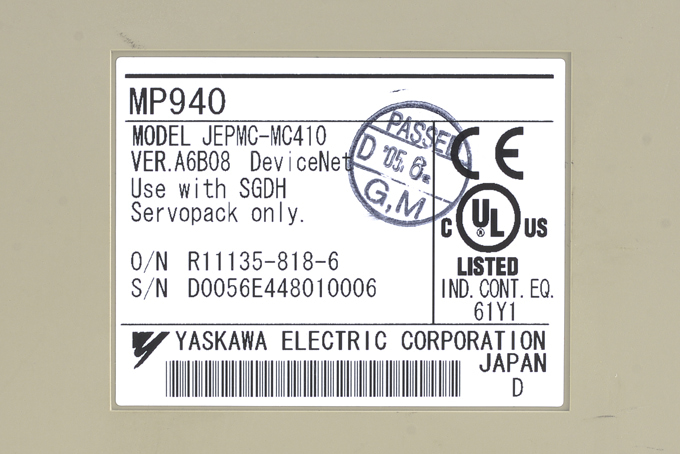 MP940
MODEL JEPMC-MC410
VER.A6B08 DeviceNet
Use with SGDH
Servopack only.
O/N R11135-818-6
S/N D0056E448010006
PASSED
D '05. 6.
G,M
CE
C UL US
®
LISTED
IND. CONT. EQ.
61Y1
YASKAWA ELECTRIC CORPORATION
JAPAN
D